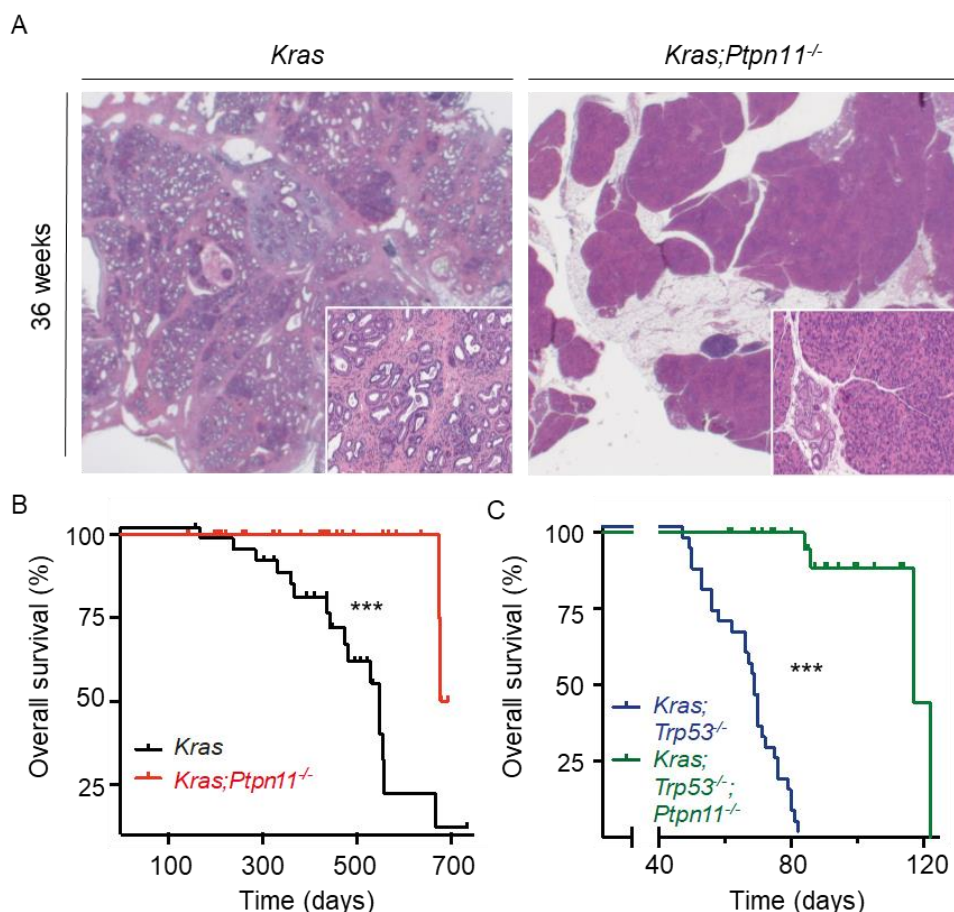 A
Kras
Kras;Ptpn11-/-
36 weeks
B
Overall survival (%)
100
75
50
25
***
Kras
Kras;Ptpn11-/-
100
300
500
700
Time (days)
C
Overall survival (%)
100
75
50
25
***
Kras;
Trp53-/-
Kras;
Trp53-/-;
Ptpn11-/-
40
80
120
Time (days)